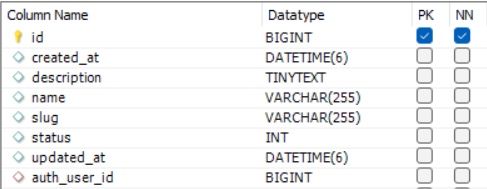 Column Name Datatype PK NN
id BIGINT
created_at DATETIME(6)
description TINYTEXT
name VARCHAR(255)
slug VARCHAR(255)
status INT
updated_at DATETIME(6)
auth_user_id BIGINT